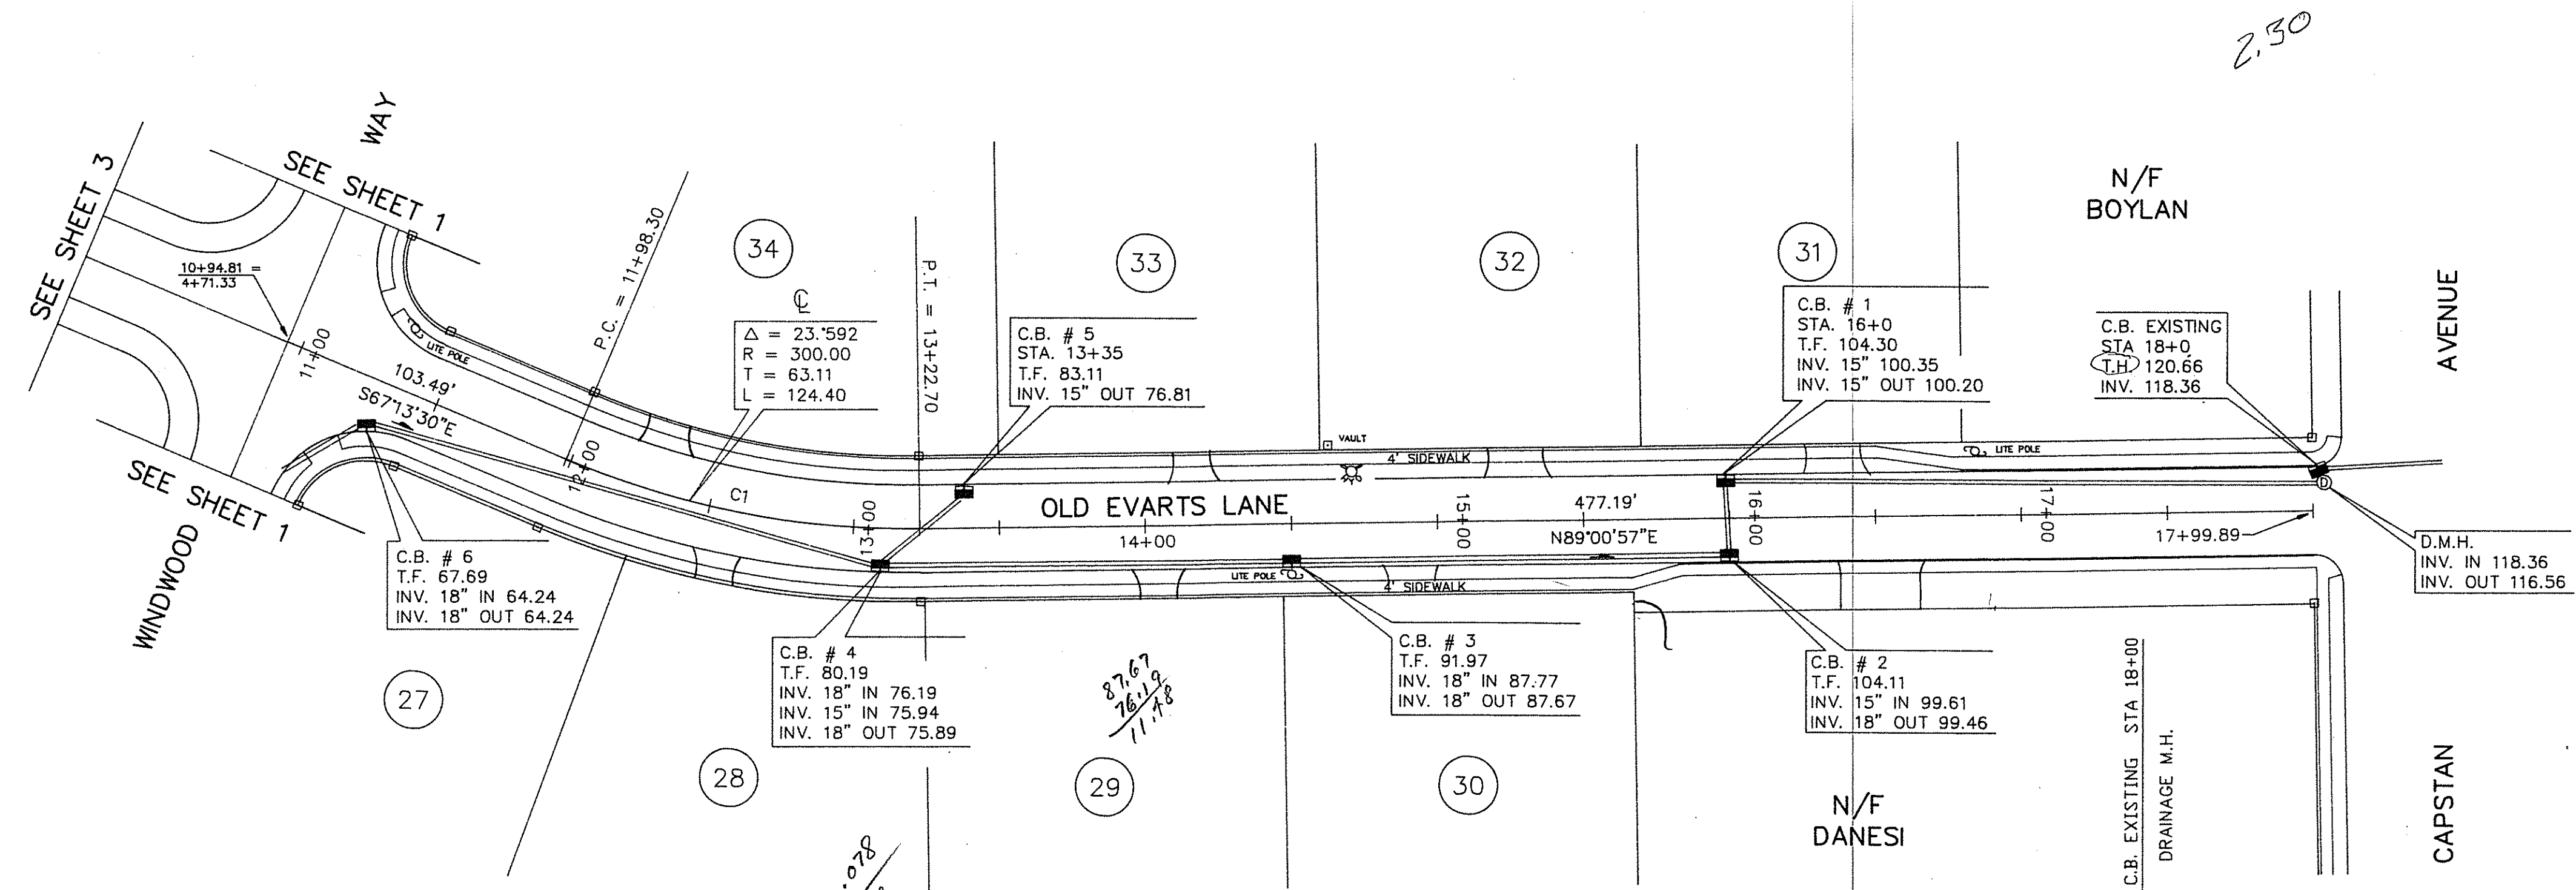 2.30
SEE SHEET 3
SEE SHEET 1
WAY
10+94.81 =
4+71.33
11+00
103.49'
S67°13'30"E
LITE POLE
P.C. = 11+98.30
12+00
34
℄
Δ = 23.°592
R = 300.00
T = 63.11
L = 124.40
C1
P.T. = 13+22.70
13+00
C.B. # 5
STA. 13+35
T.F. 83.11
INV. 15" OUT 76.81
33
32
31
VAULT
4' SIDEWALK
OLD EVARTS LANE
14+00
15+00
477.19'
N89°00'57"E
16+00
17+00
17+99.89
C.B. # 1
STA. 16+0
T.F. 104.30
INV. 15" 100.35
INV. 15" OUT 100.20
N/F
BOYLAN
C.B. EXISTING
STA 18+0
T.H. 120.66
INV. 118.36
LITE POLE
AVENUE
D.M.H.
INV. IN 118.36
INV. OUT 116.56
SEE SHEET 1
WINDWOOD
C.B. # 6
T.F. 67.69
INV. 18" IN 64.24
INV. 18" OUT 64.24
27
28
C.B. # 4
T.F. 80.19
INV. 18" IN 76.19
INV. 15" IN 75.94
INV. 18" OUT 75.89
87.67
76.19
11.48
.078
29
LITE POLE
4' SIDEWALK
C.B. # 3
T.F. 91.97
INV. 18" IN 87.77
INV. 18" OUT 87.67
30
C.B. # 2
T.F. 104.11
INV. 15" IN 99.61
INV. 18" OUT 99.46
N/F
DANESI
C.B. EXISTING STA 18+00
DRAINAGE M.H.
CAPSTAN
D